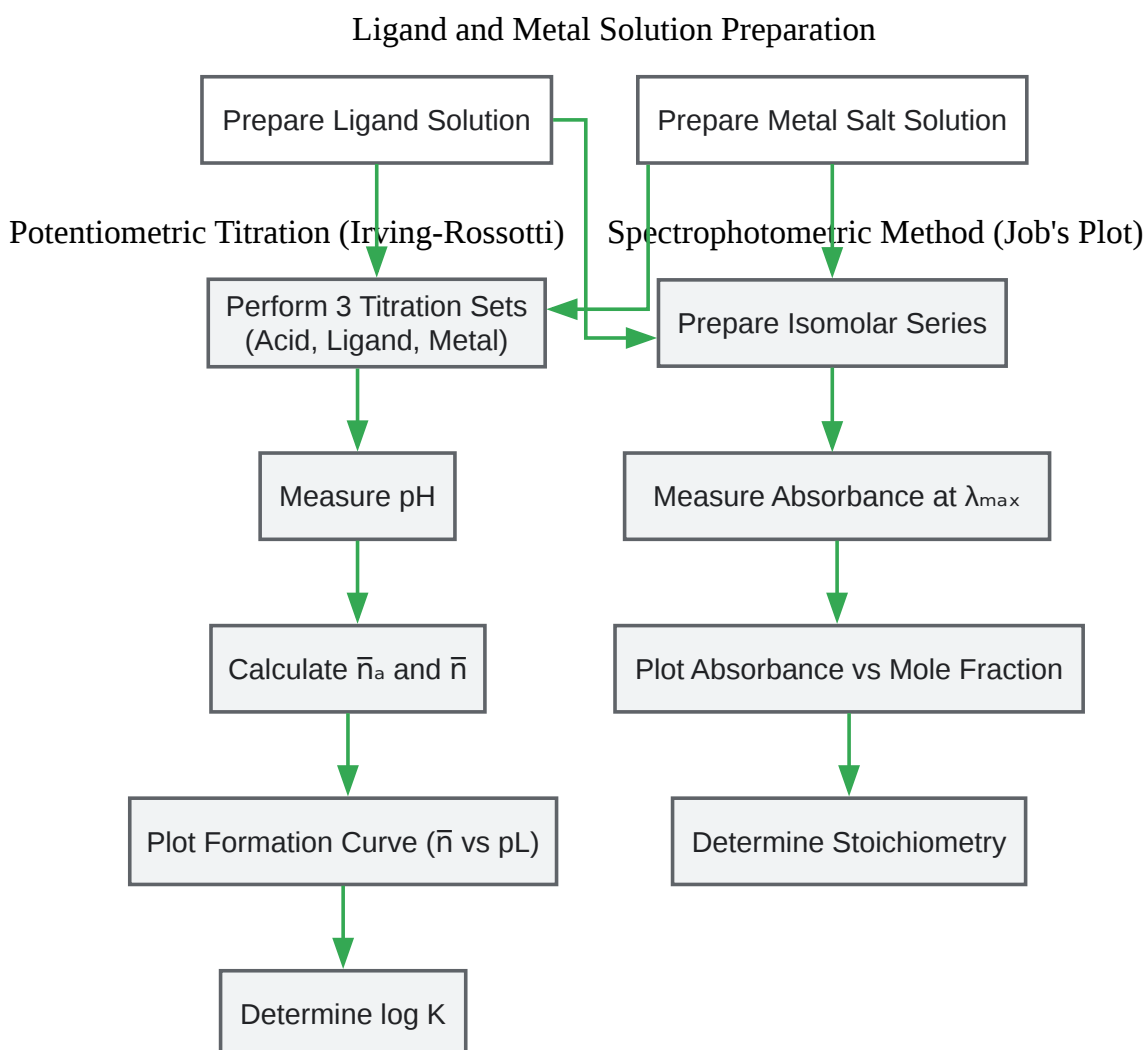 Ligand and Metal Solution Preparation
Prepare Ligand Solution
Prepare Metal Salt Solution
Potentiometric Titration (Irving-Rossotti)
Spectrophotometric Method (Job's Plot)
Perform 3 Titration Sets
(Acid, Ligand, Metal)
Prepare Isomolar Series
Measure pH
Measure Absorbance at λₘₐₓ
Calculate n̅ₐ and n̅
Plot Absorbance vs Mole Fraction
Plot Formation Curve (n̅ vs pL)
Determine Stoichiometry
Determine log K